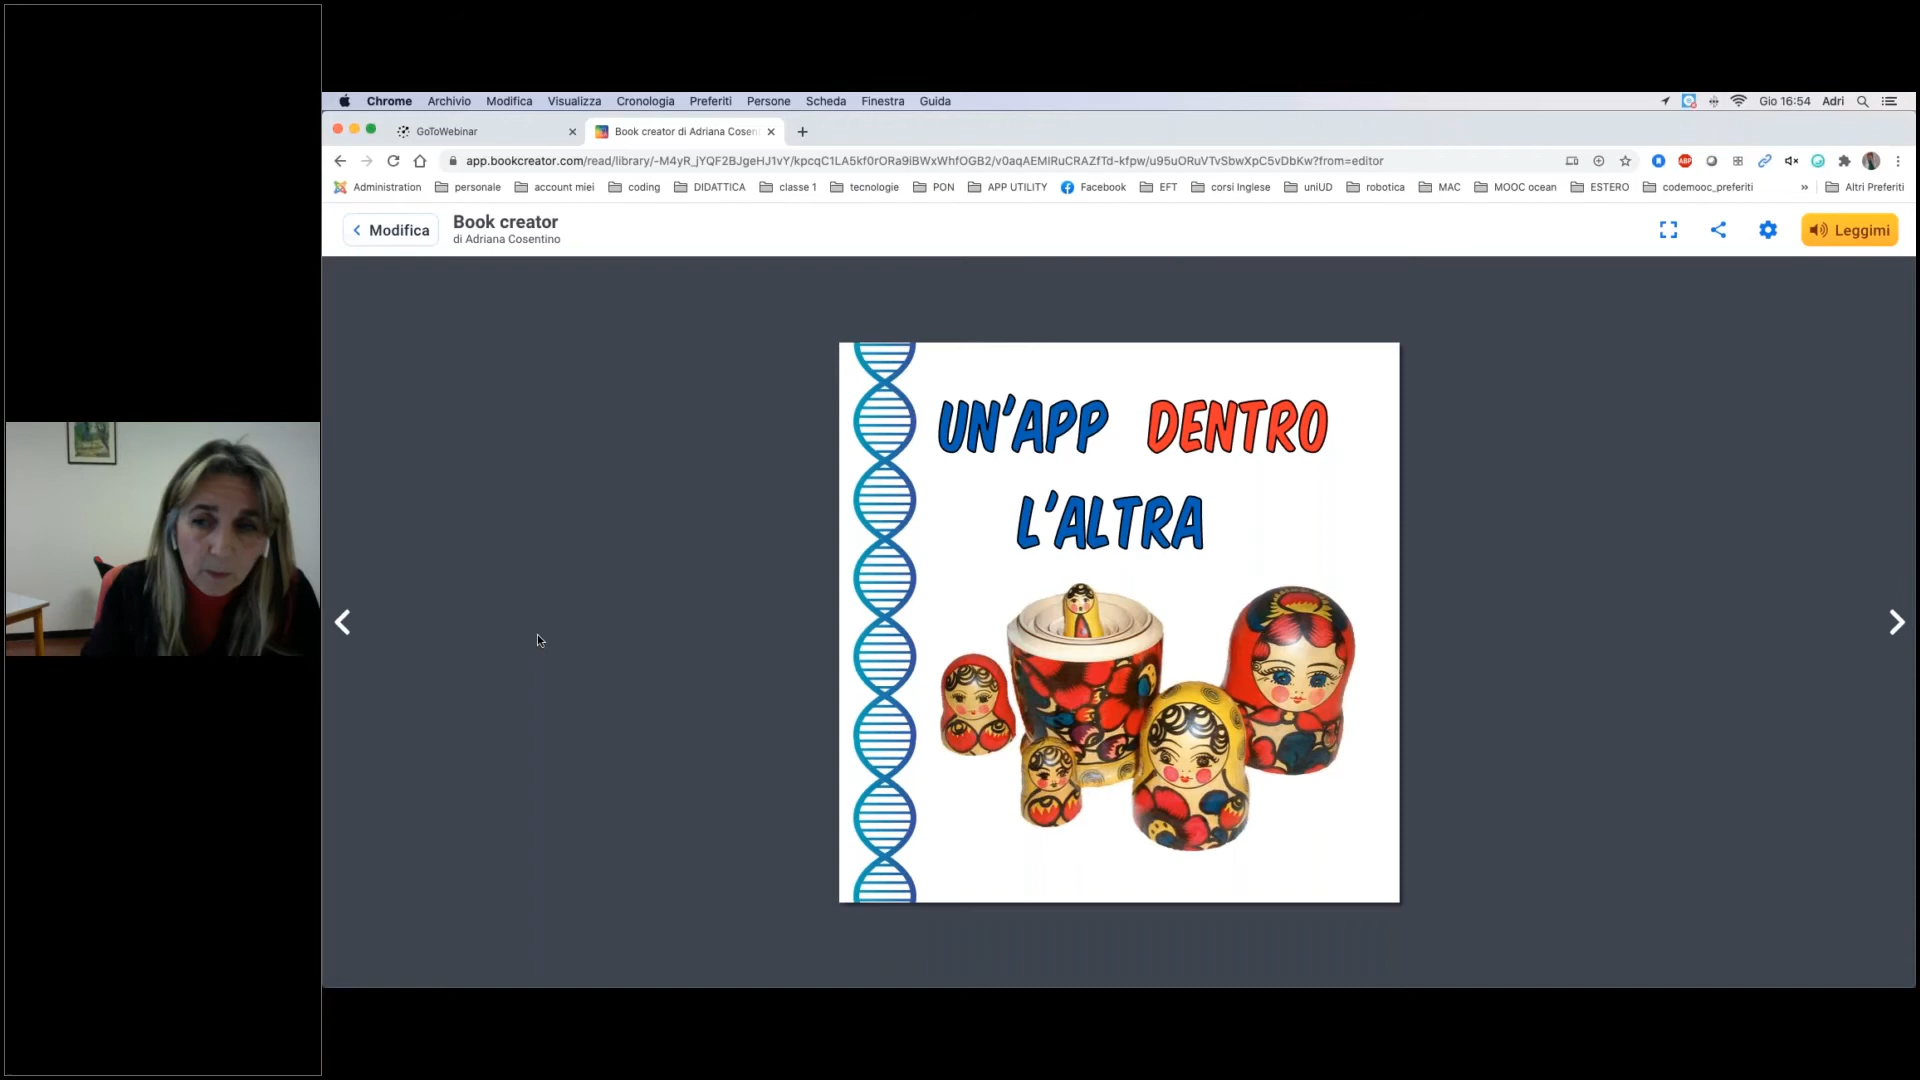 Chrome Archivio Modifica Visualizza Cronologia Preferiti Persone Scheda Finestra Guida Gio 16:54 Adri
GoToWebinar Book creator di Adriana Cosen
app.bookcreator.com/read/library/-M4yR_jYQF2BJgeHJ1vY/kpcqC1LA5kf0rORa9iBWxWhfOGB2/v0aqAEMIRuCRAZfTd-kfpw/u95uORuVTvSbwXpC5vDbKw?from=editor ABP
Administration personale account miei coding DIDATTICA classe 1 tecnologie PON APP UTILITY Facebook EFT corsi Inglese uniUD robotica MAC MOOC ocean ESTERO codemooc_preferiti » Altri Preferiti
Modifica Book creator Leggimi
di Adriana Cosentino
UN'APP DENTRO
L'ALTRA